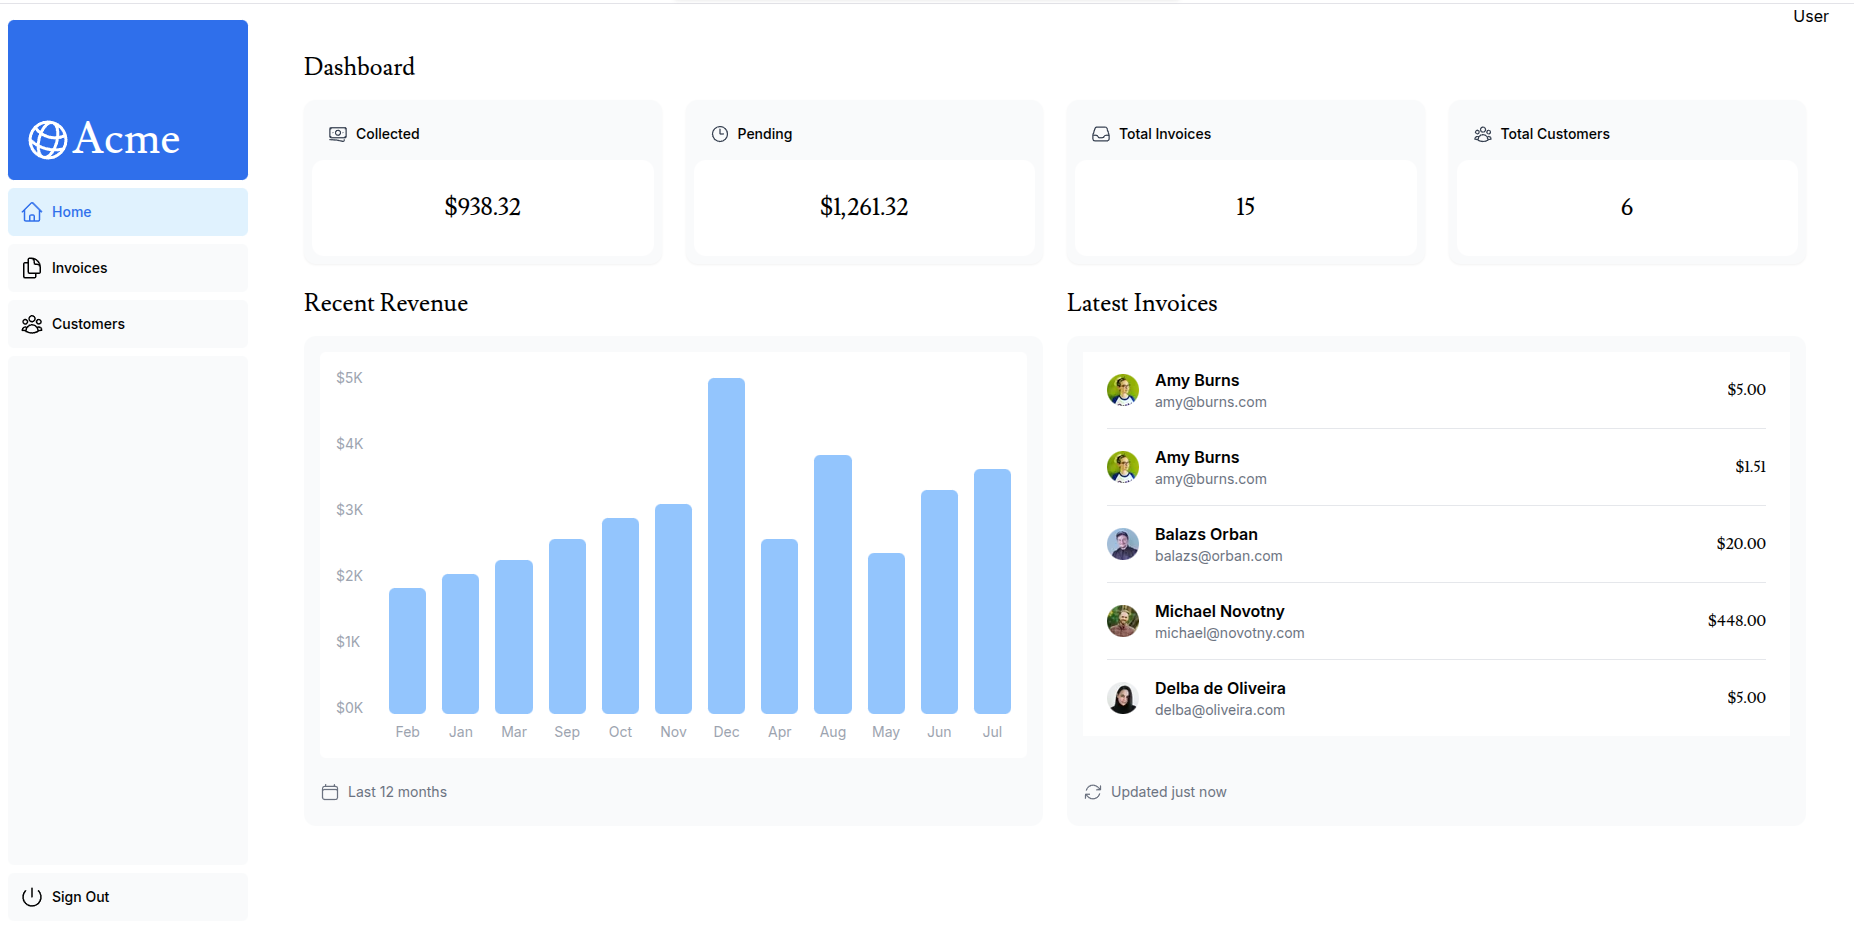 User
Acme
Home
Invoices
Customers
Sign Out
Dashboard
Collected
$938.32
Pending
$1,261.32
Total Invoices
15
Total Customers
6
Recent Revenue
$5K
$4K
$3K
$2K
$1K
$0K
Feb Jan Mar Sep Oct Nov Dec Apr Aug May Jun Jul
Last 12 months
Latest Invoices
Amy Burns
amy@burns.com
$5.00
Amy Burns
amy@burns.com
$1.51
Balazs Orban
balazs@orban.com
$20.00
Michael Novotny
michael@novotny.com
$448.00
Delba de Oliveira
delba@oliveira.com
$5.00
Updated just now